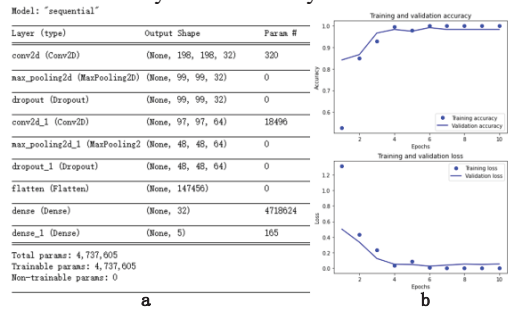 Model: "sequential"
Layer (type) Output Shape Param #
conv2d (Conv2D) (None, 198, 198, 32) 320
max_pooling2d (MaxPooling2D) (None, 99, 99, 32) 0
dropout (Dropout) (None, 99, 99, 32) 0
conv2d_1 (Conv2D) (None, 97, 97, 64) 18496
max_pooling2d_1 (MaxPooling2 (None, 48, 48, 64) 0
dropout_1 (Dropout) (None, 48, 48, 64) 0
flatten (Flatten) (None, 147456) 0
dense (Dense) (None, 32) 4718624
dense_1 (Dense) (None, 5) 165
Total params: 4,737,605
Trainable params: 4,737,605
Non-trainable params: 0
a
Training and validation accuracy
Accuracy
1.0
0.9
0.8
0.7
0.6
Training accuracy
Validation accuracy
2 4 6 8 10
Epochs
Training and validation loss
Loss
1.2
1.0
0.8
0.6
0.4
0.2
0.0
Training loss
Validation loss
2 4 6 8 10
Epochs
b